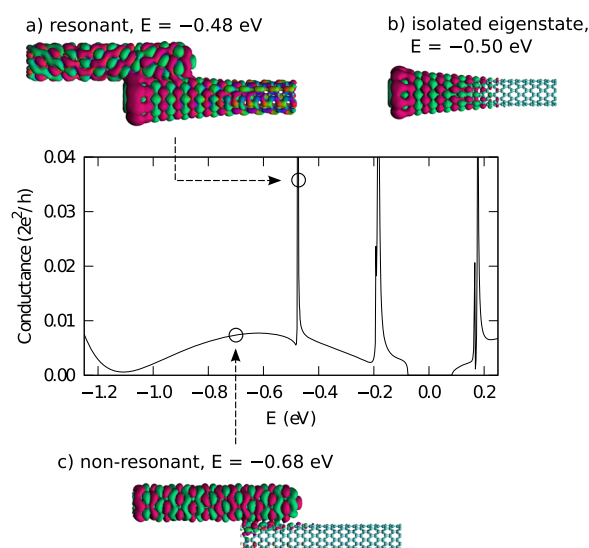 a) resonant, E = −0.48 eV
b) isolated eigenstate,
E = −0.50 eV
0.04
0.03
0.01
0.01
0.00
Conductance (2e²/h)
−1.2 −1.0 −0.8 −0.6 −0.4 −0.2 0.0 0.2
E (eV)
c) non-resonant, E = −0.68 eV